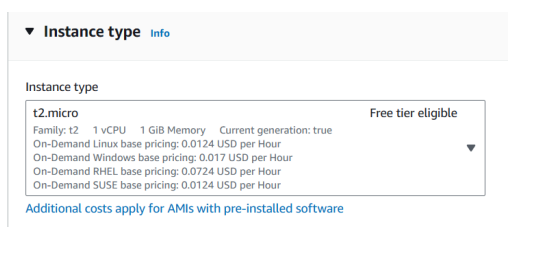 Instance type Info
Instance type
t2.micro Free tier eligible
Family: t2 1 vCPU 1 GiB Memory Current generation: true
On-Demand Linux base pricing: 0.0124 USD per Hour
On-Demand Windows base pricing: 0.017 USD per Hour
On-Demand RHEL base pricing: 0.0724 USD per Hour
On-Demand SUSE base pricing: 0.0124 USD per Hour
Additional costs apply for AMIs with pre-installed software